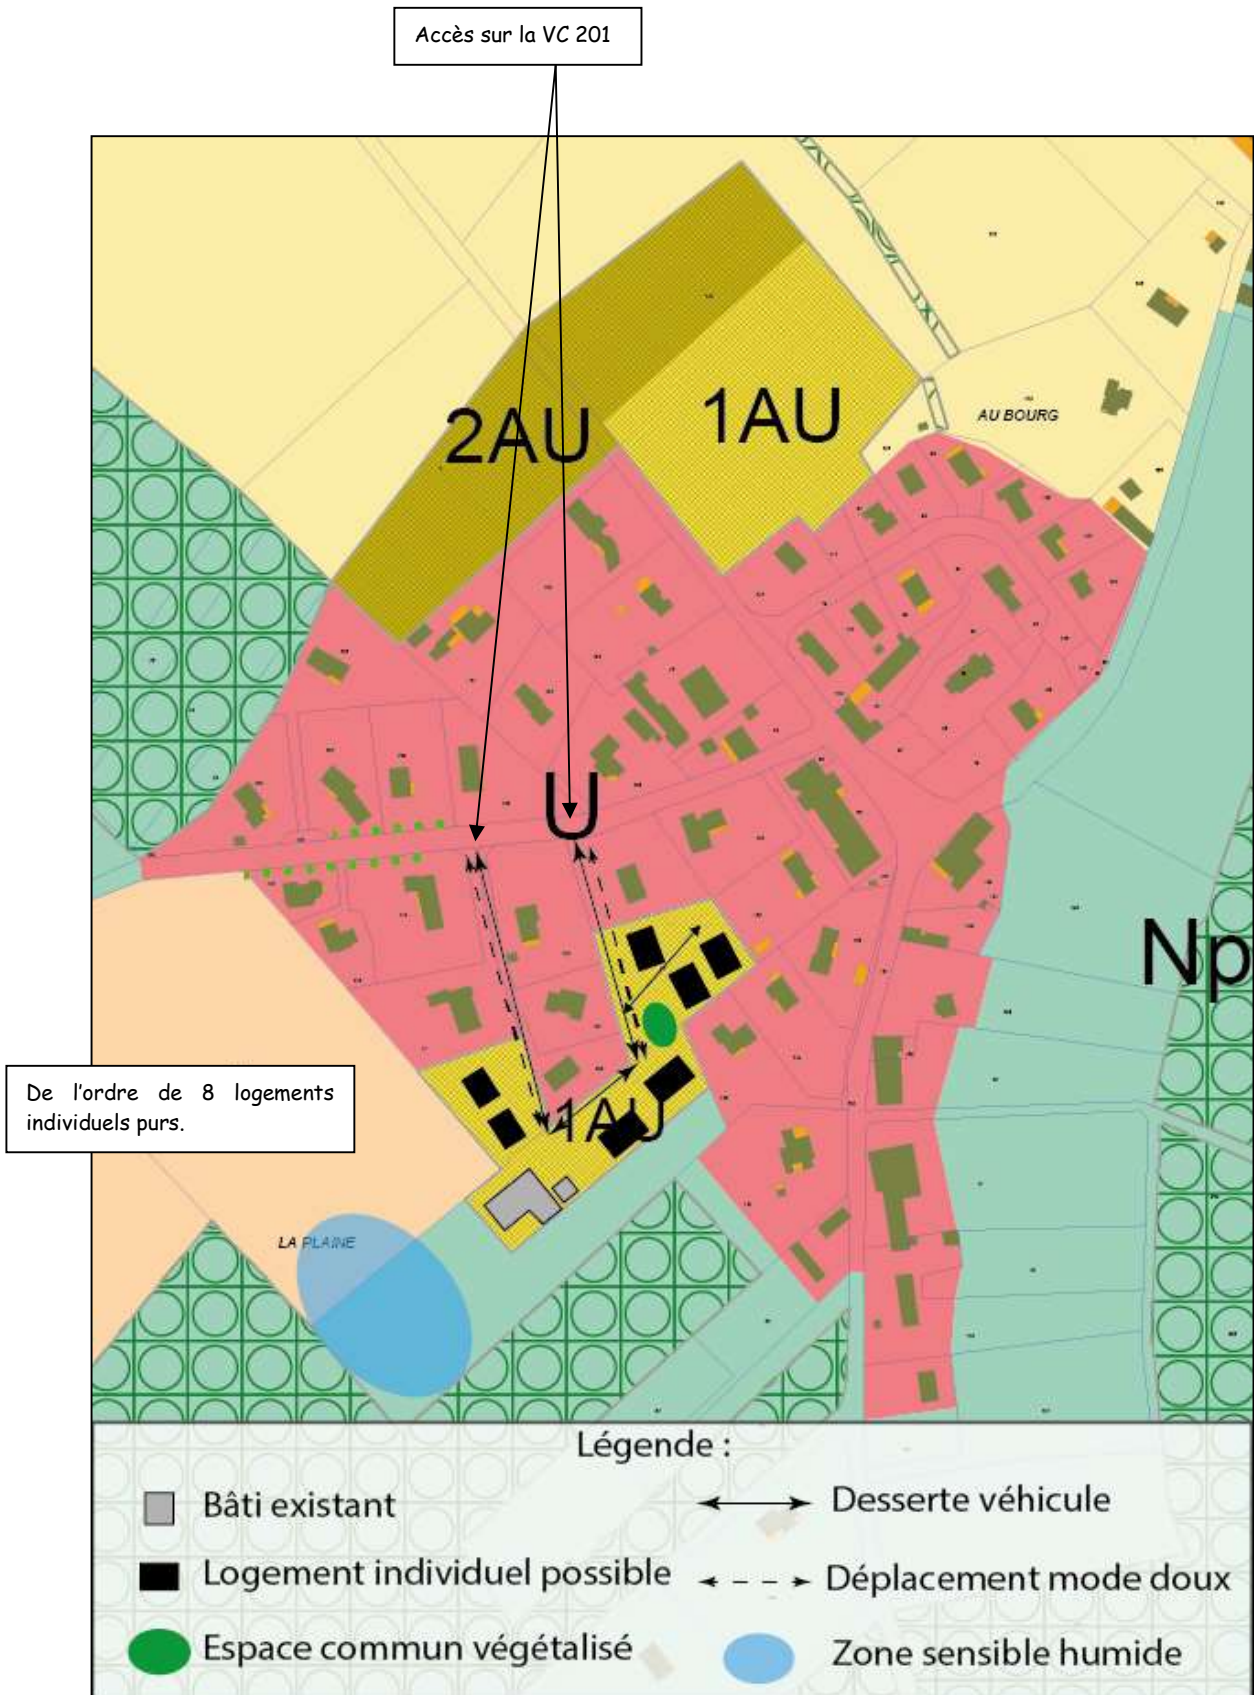 Accès sur la VC 201
2AU
1AU
AU BOURG
U
Np
De l'ordre de 8 logements
individuels purs.
1AU
LA PLAINE
Légende :
Bâti existant
Desserte véhicule
Logement individuel possible
Déplacement mode doux
Espace commun végétalisé
Zone sensible humide